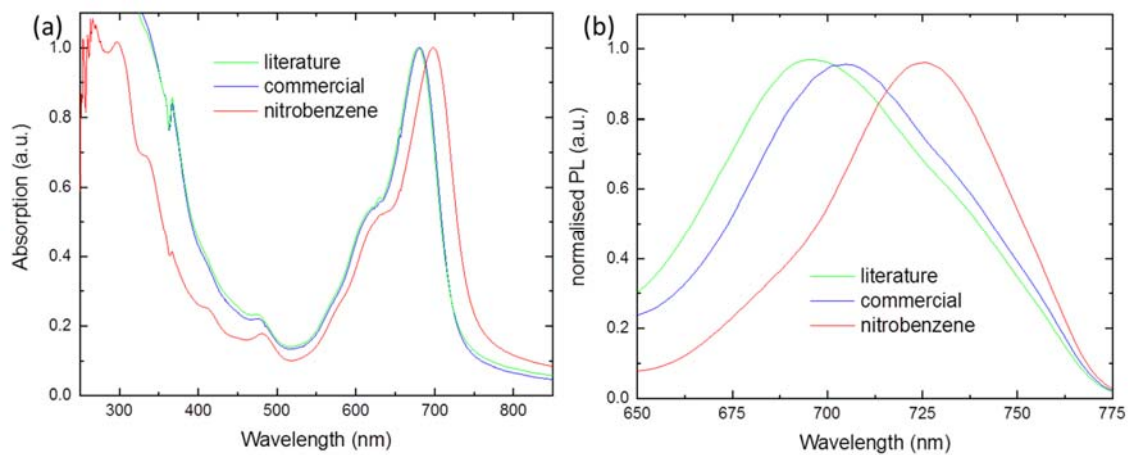 (a)
literature
commercial
nitrobenzene
1.0
0.8
0.6
0.4
0.2
0.0
Absorption (a.u.)
300 400 500 600 700 800
Wavelength (nm)
(b)
literature
commercial
nitrobenzene
1.0
0.8
0.6
0.4
0.2
0.0
normalised PL (a.u.)
650 675 700 725 750 775
Wavelength (nm)